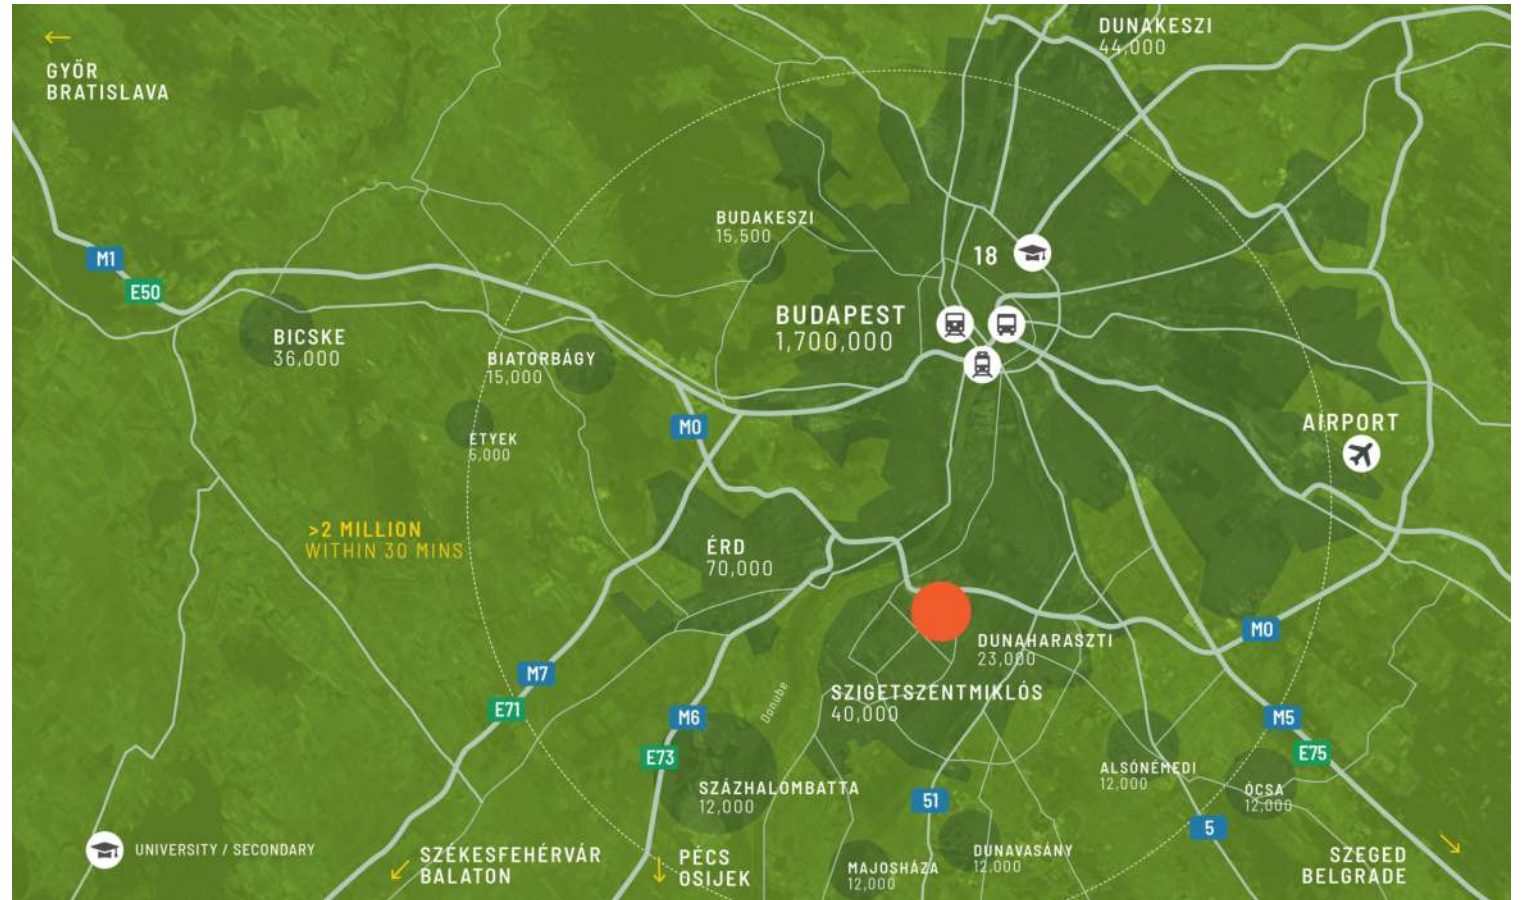 DUNAKESZI
44,000
GYŐR
BRATISLAVA
BUDAKESZI
15,500
18
M1
E50
BUDAPEST
1,700,000
BICSKE
36,000
BIATORBÁGY
15,000
AIRPORT
M0
ETYEK
6,000
>2 MILLION
WITHIN 30 MINS
ÉRD
70,000
M0
DUNAHARASZTI
23,000
M7
E71
SZIGETSZENTMIKLÓS
40,000
Danube
M6
E73
M5
E75
SZÁZHALOMBATTA
12,000
ALSÓNÉMEDI
12,000
ÓCSA
12,000
51
5
UNIVERSITY / SECONDARY
SZÉKESFEHÉRVÁR
BALATON
PÉCS
OSIJEK
MAJOSHÁZA
12,000
DUNAVASÁNY
12,000
SZEGED
BELGRADE